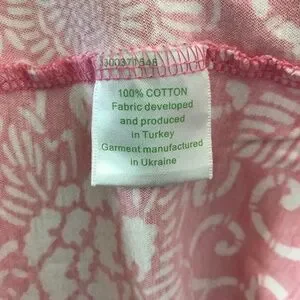 100% COTTON
Fabric developed
and produced
in Turkey
Garment manufactured
in Ukraine